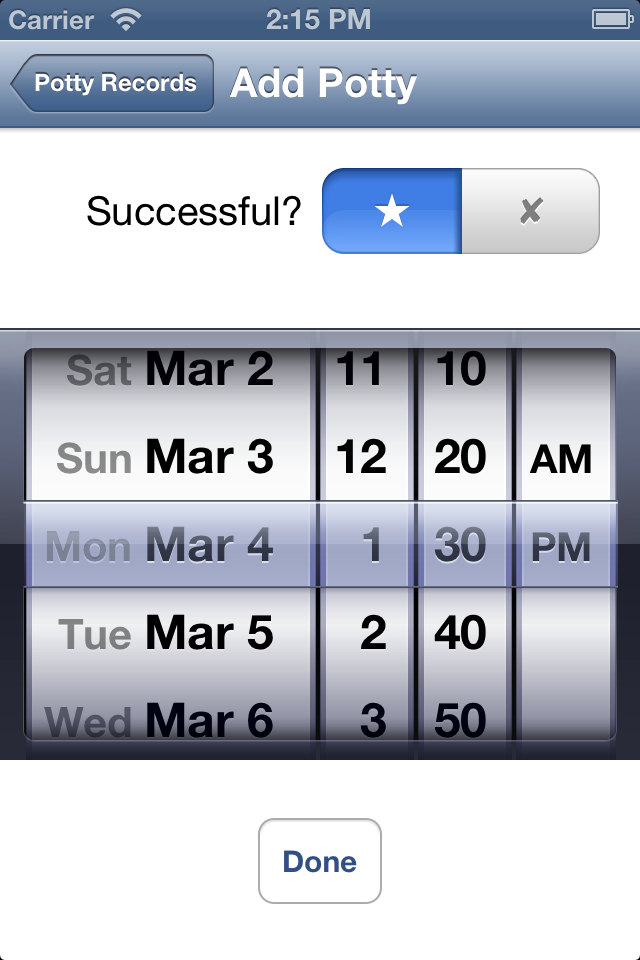 Carrier 2:15 PM
Potty Records Add Potty
Successful? ★ ✘
Sat Mar 2 11 10
Sun Mar 3 12 20 AM
Mon Mar 4 1 30 PM
Tue Mar 5 2 40
Wed Mar 6 3 50
Done